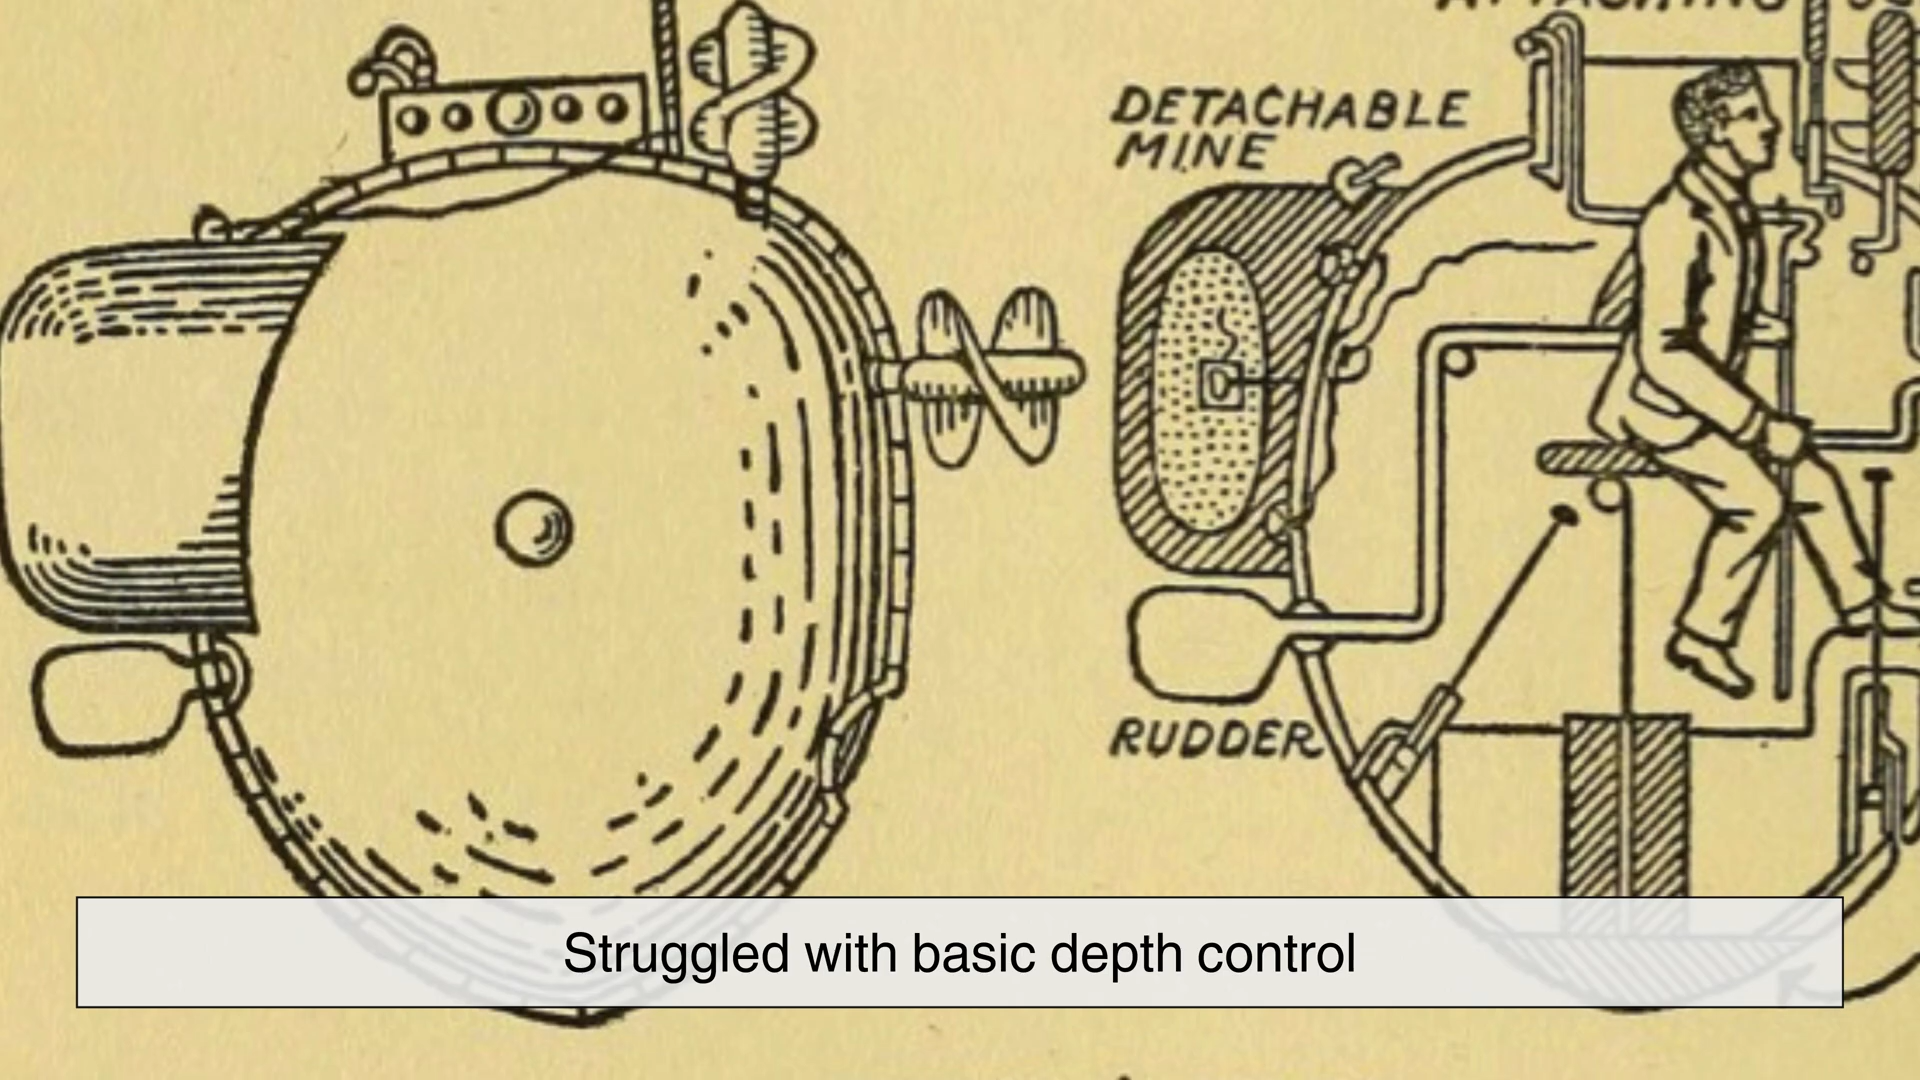 DETACHABLE
MINE
RUDDER
Struggled with basic depth control